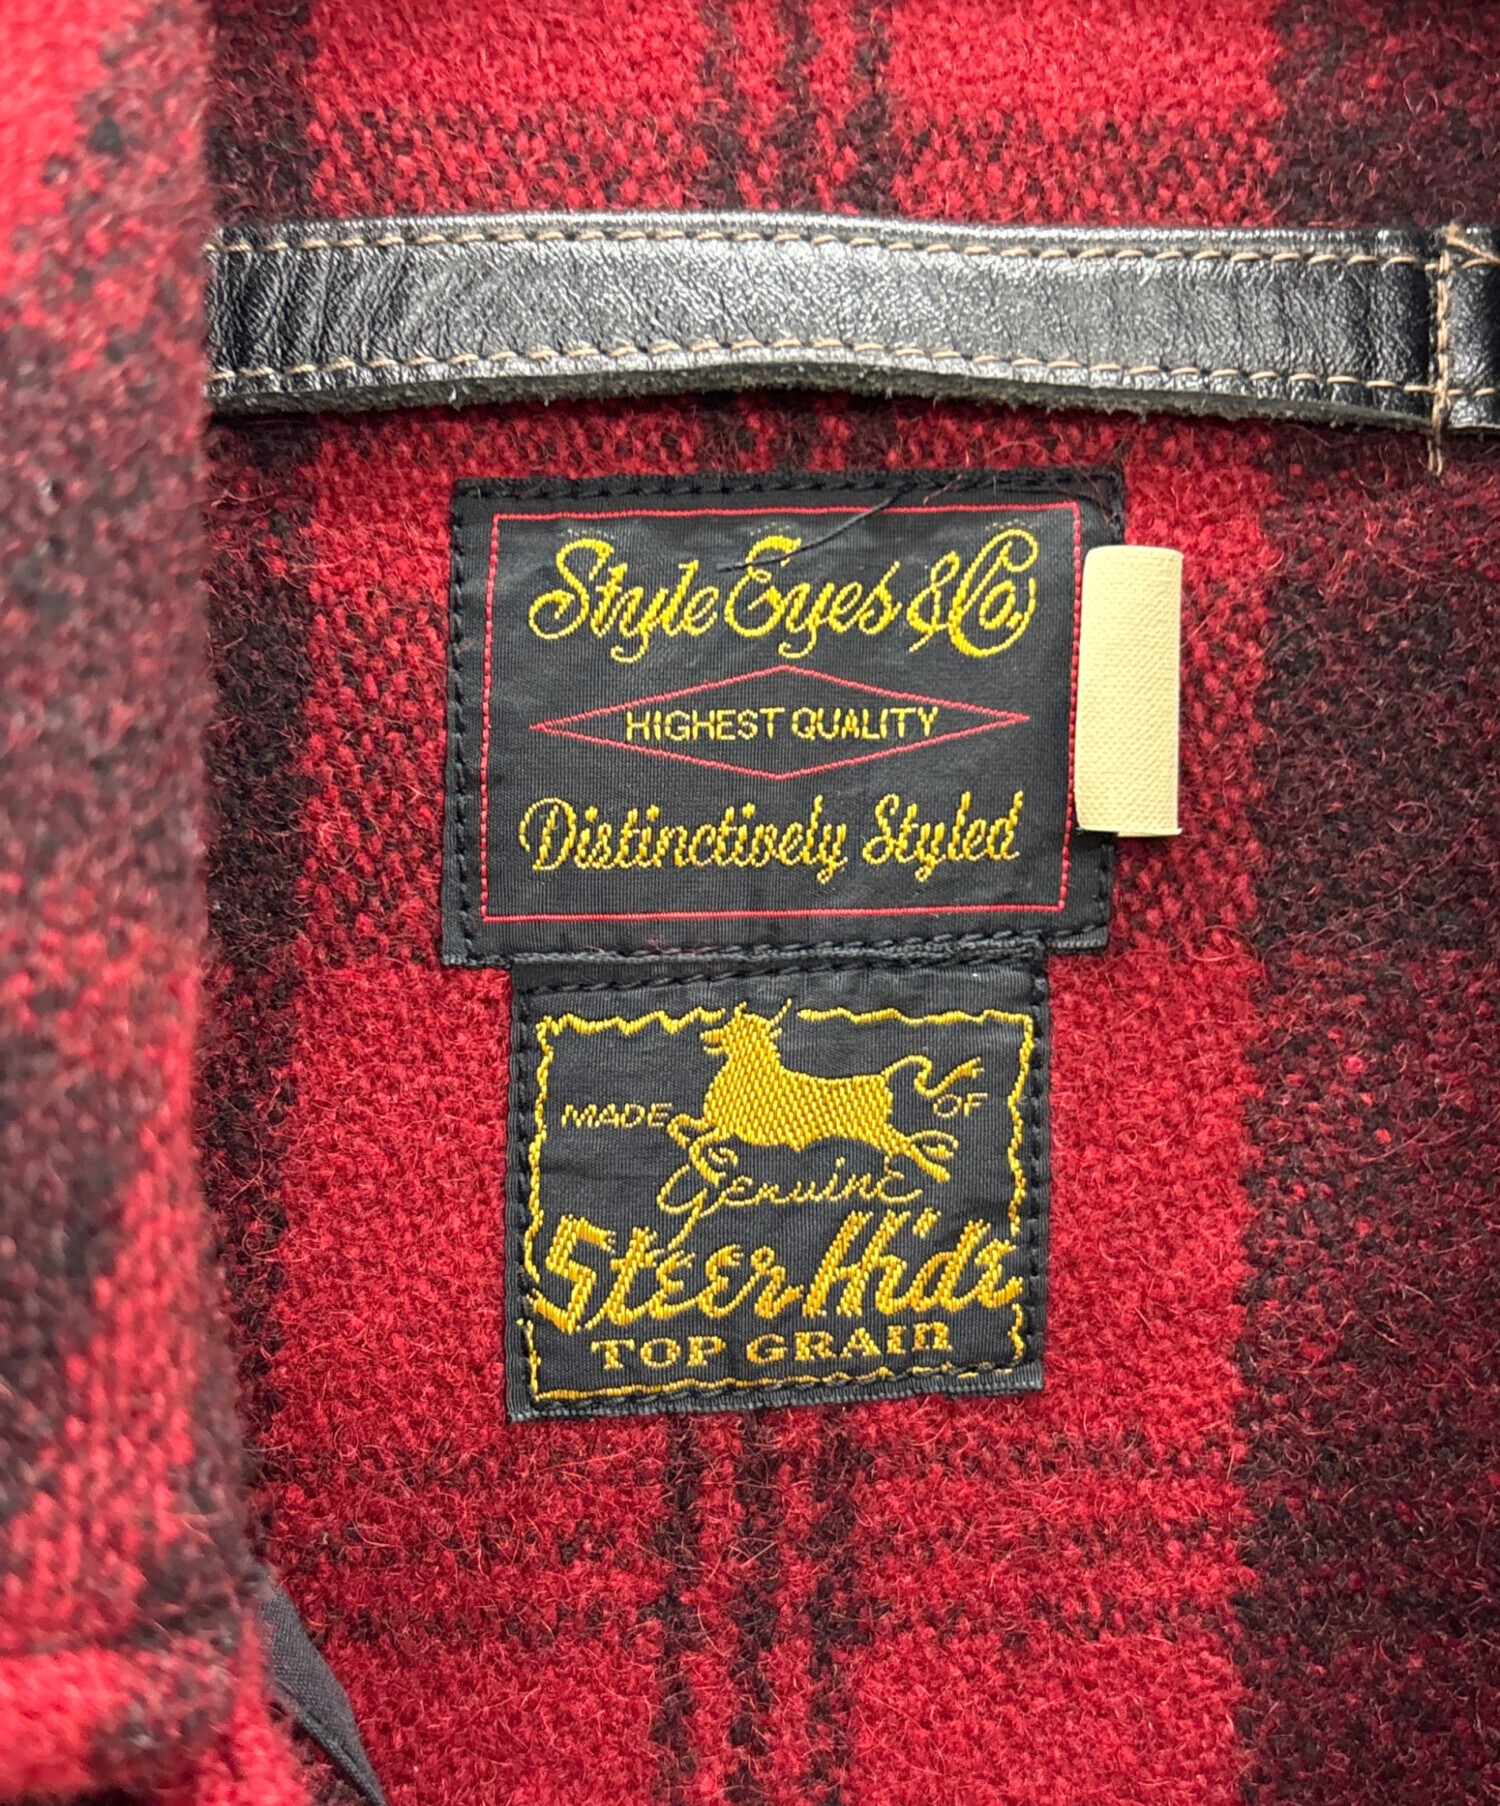 Style Eyes & Co.
HIGHEST QUALITY
Distinctively Styled
MADE OF
Genuine
Steer Hide
TOP GRAIN